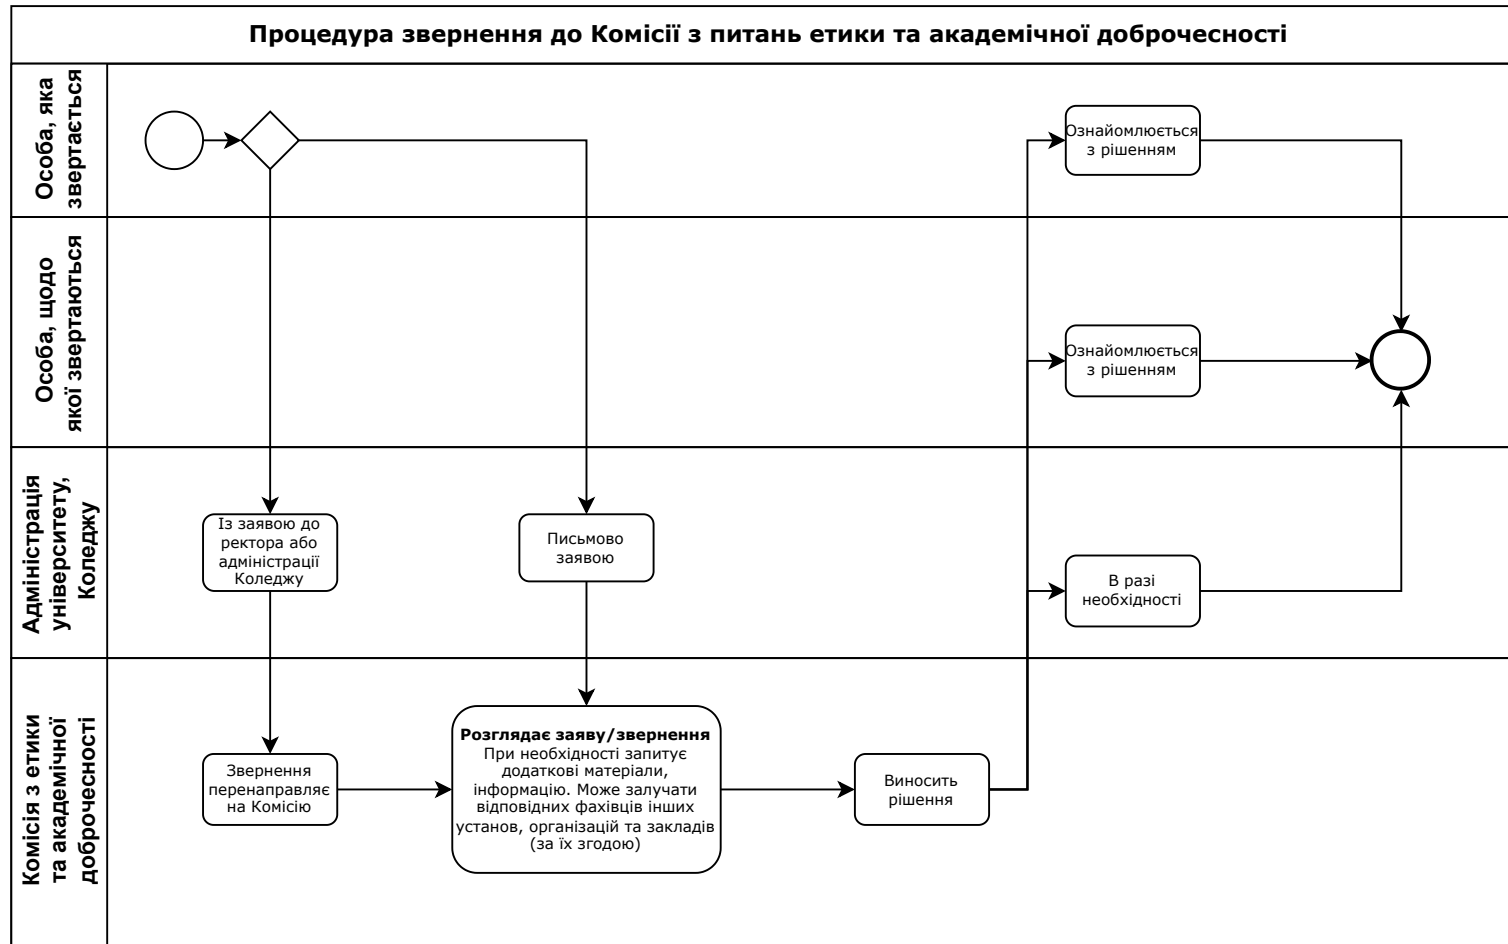 Процедура звернення до Комісії з питань етики та академічної доброчесності
Особа, яка
звертається
Ознайомлюється
з рішенням
Особа, щодо
якої звертаються
Ознайомлюється
з рішенням
Адміністрація
університету,
Коледжу
Із заявою до
ректора або
адміністрації
Коледжу
Письмово
заявою
В разі
необхідності
Комісія з етики
та академічної
доброчесності
Звернення
перенаправляє
на Комісію
Розглядає заяву/звернення
При необхідності запитує
додаткові матеріали,
інформацію. Може залучати
відповідних фахівців інших
установ, організацій та закладів
(за їх згодою)
Виносить
рішення